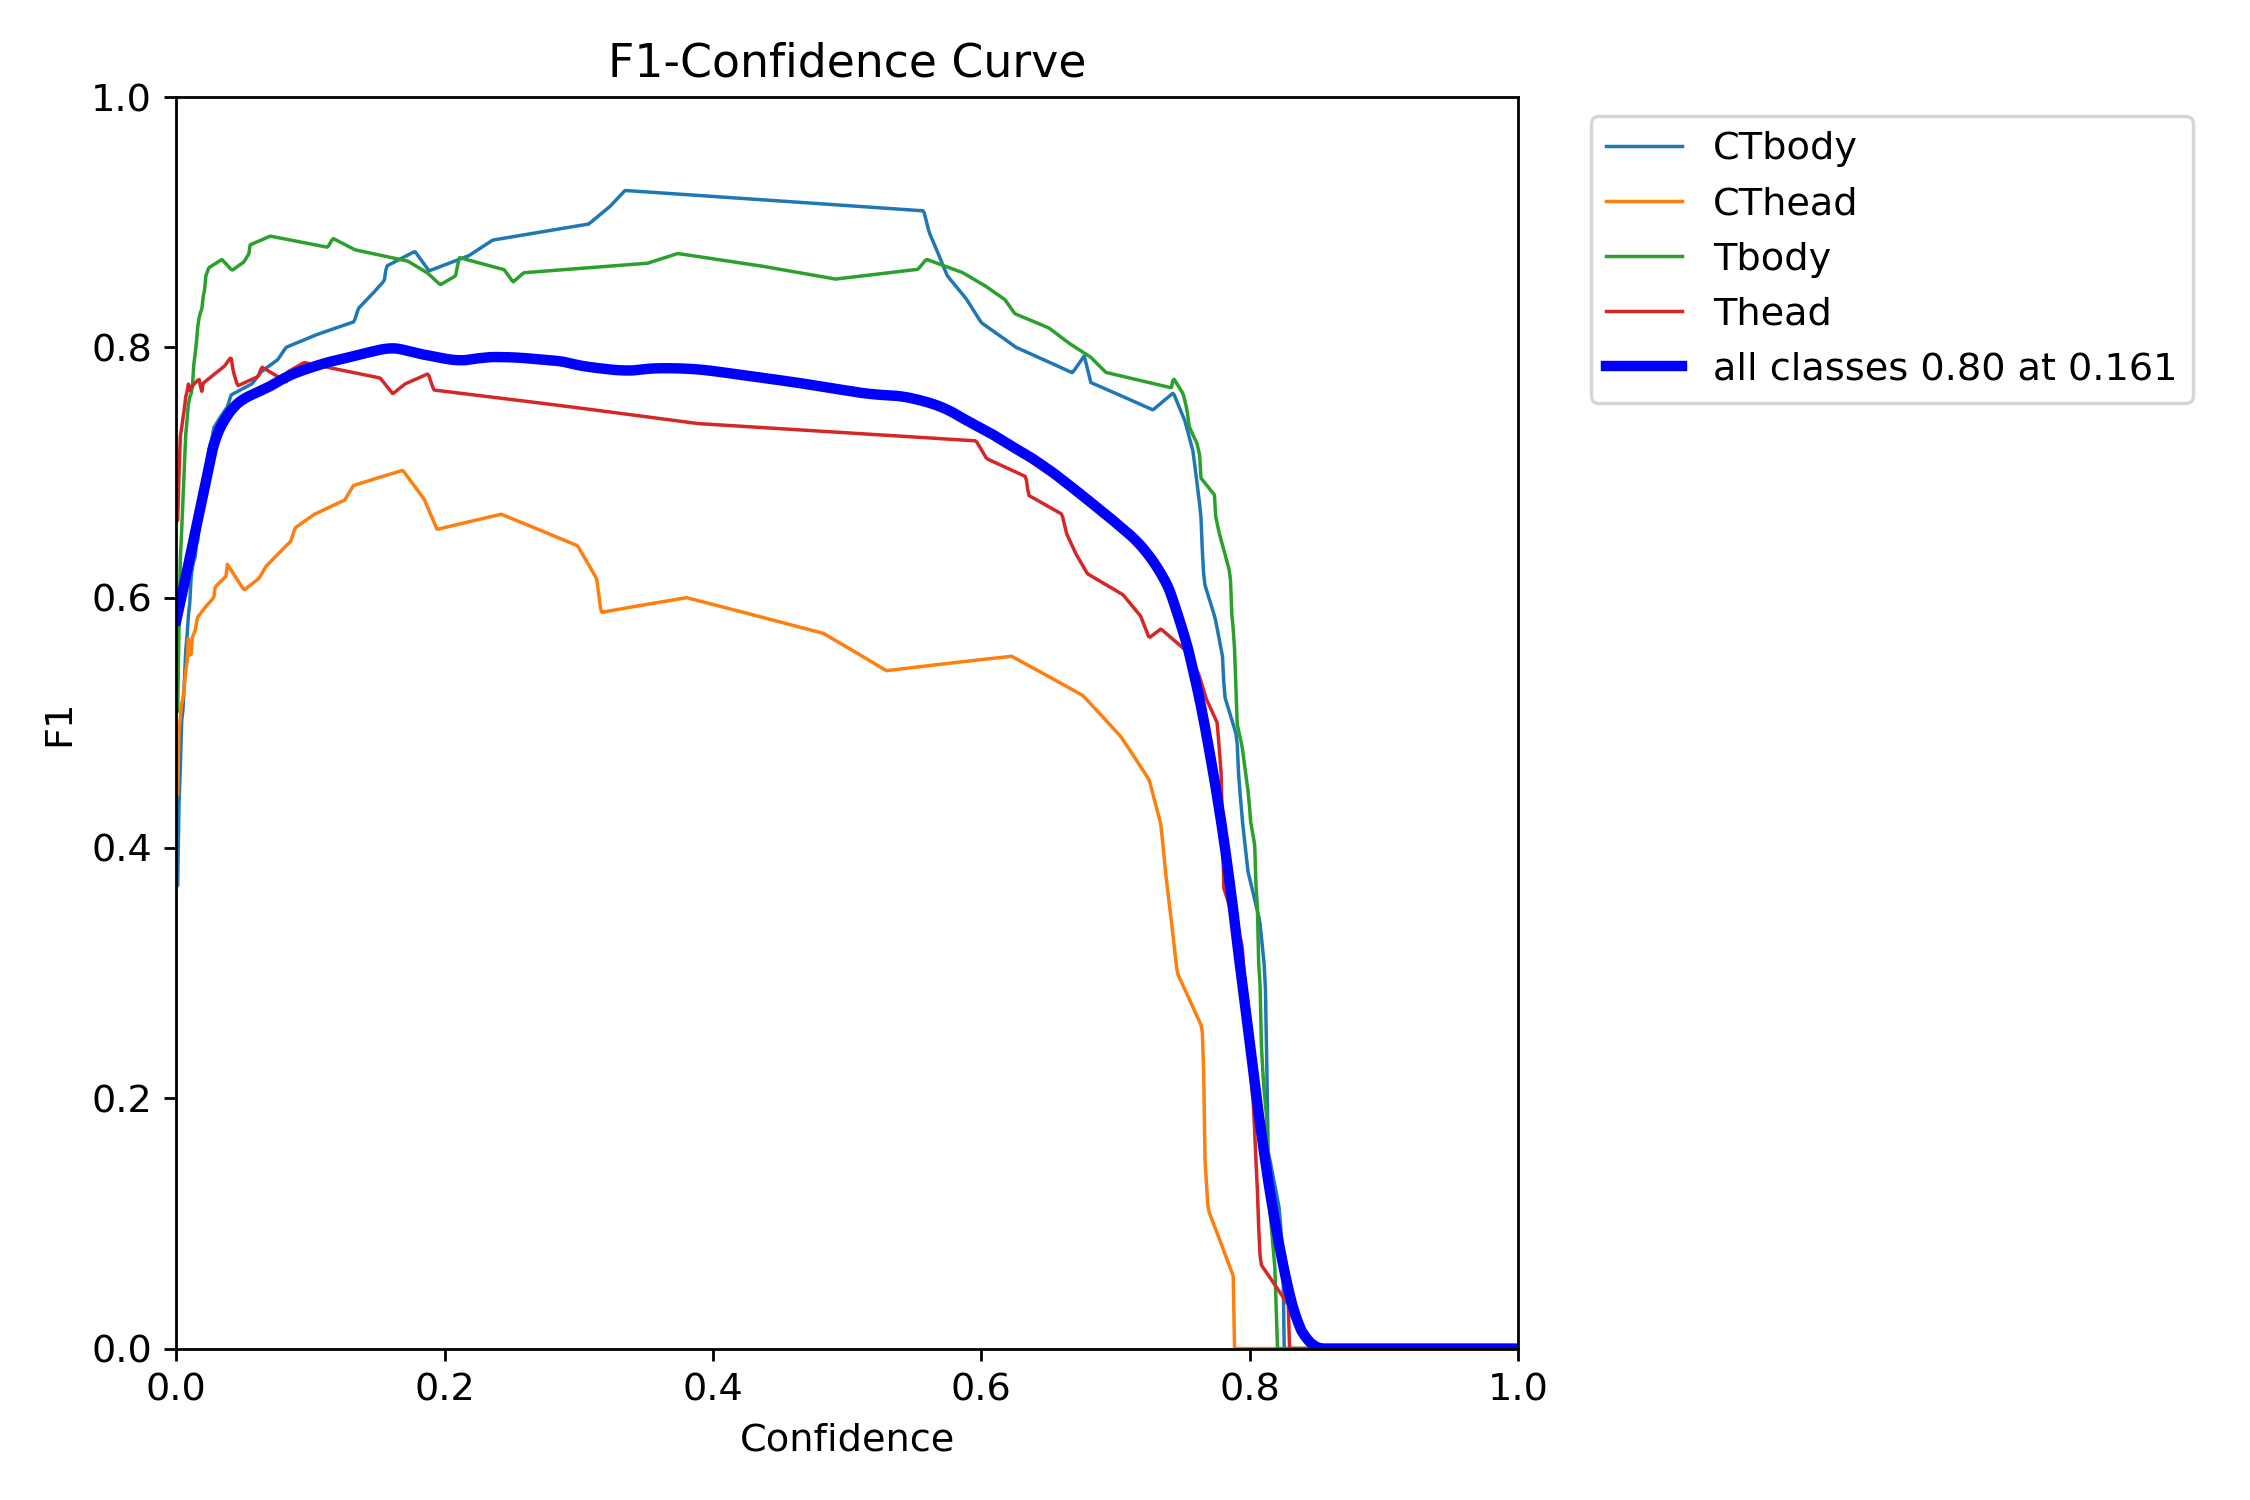 F1-Confidence Curve
1.0
0.8
0.6
0.4
0.2
0.0
F1
0.0 0.2 0.4 0.6 0.8 1.0
Confidence
CTbody
CThead
Tbody
Thead
all classes 0.80 at 0.161